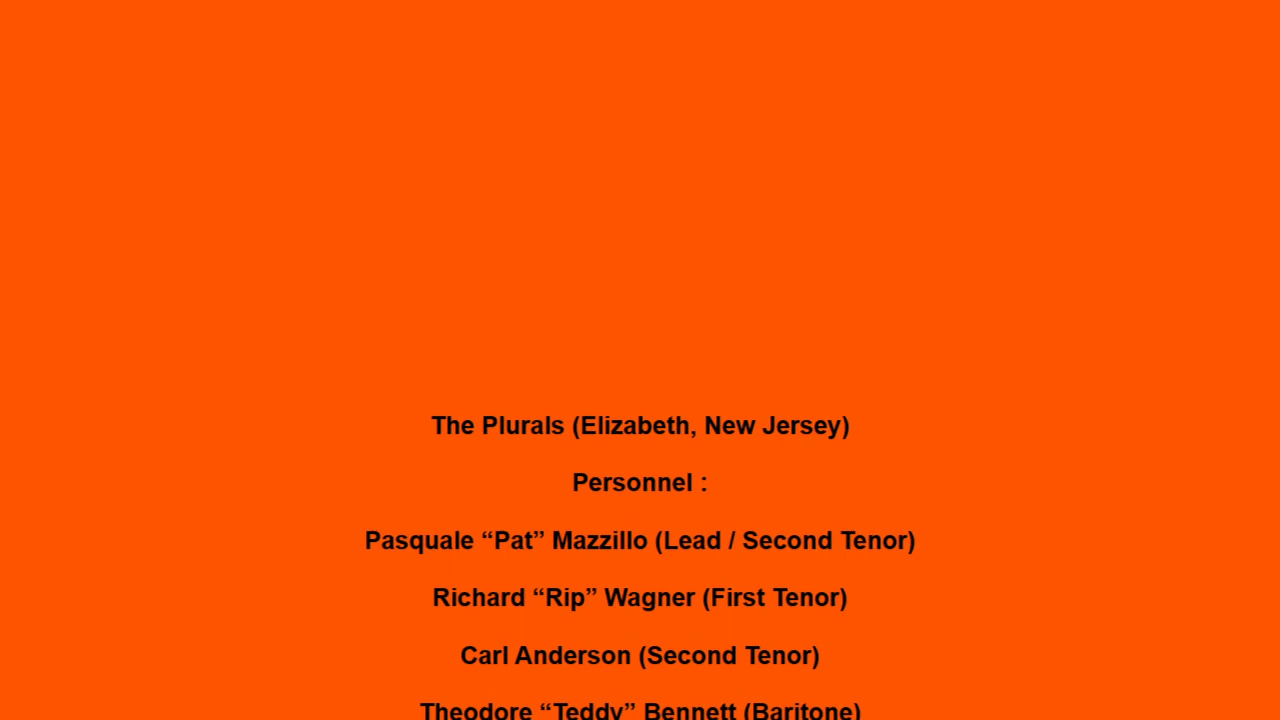 The Plurals (Elizabeth, New Jersey)
Personnel :
Pasquale “Pat” Mazzillo (Lead / Second Tenor)
Richard “Rip” Wagner (First Tenor)
Carl Anderson (Second Tenor)
Theodore “Teddy” Bennett (Baritone)